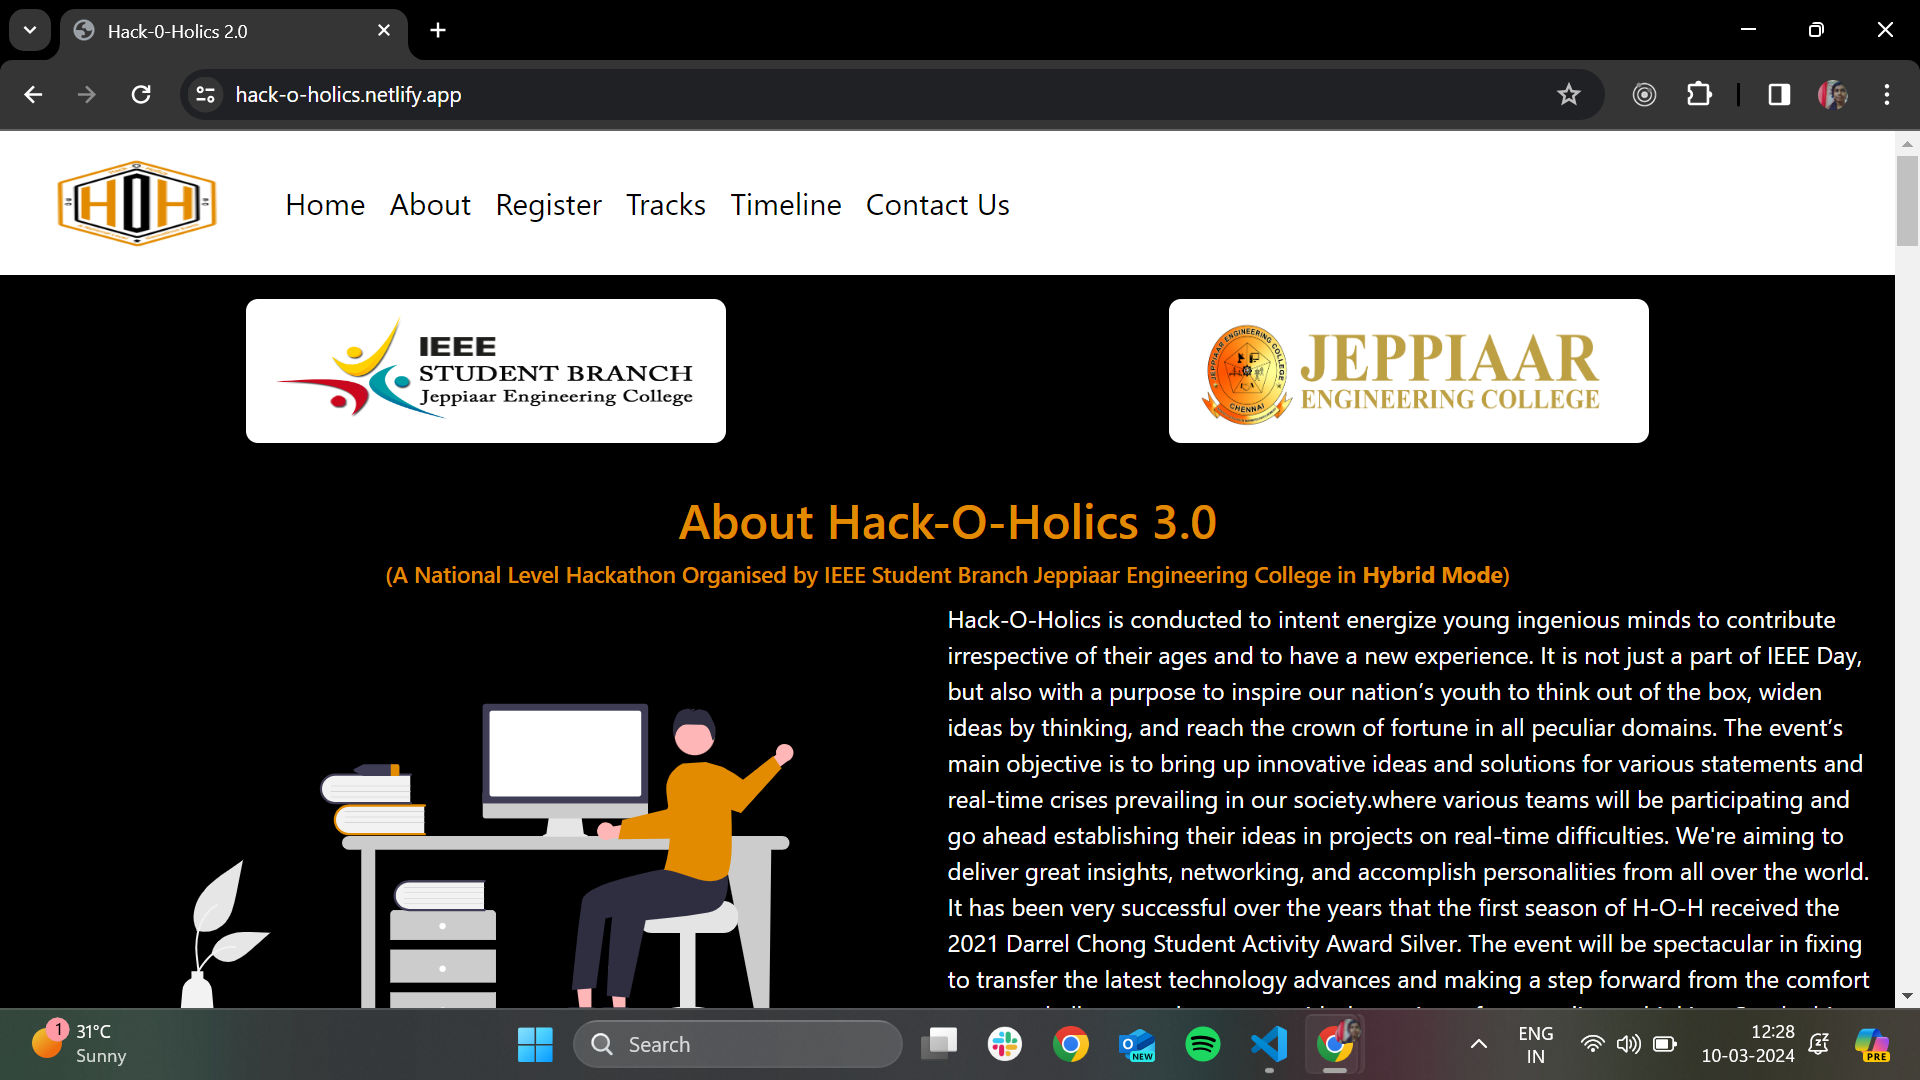 Hack-0-Holics 2.0
hack-o-holics.netlify.app
HOH
Home About Register Tracks Timeline Contact Us
IEEE
STUDENT BRANCH
Jeppiaar Engineering College
JEPPIAAR ENGINEERING COLLEGE
CHENNAI
JEPPIAAR
ENGINEERING COLLEGE
About Hack-O-Holics 3.0
(A National Level Hackathon Organised by IEEE Student Branch Jeppiaar Engineering College in Hybrid Mode)
Hack-O-Holics is conducted to intent energize young ingenious minds to contribute
irrespective of their ages and to have a new experience. It is not just a part of IEEE Day,
but also with a purpose to inspire our nation’s youth to think out of the box, widen
ideas by thinking, and reach the crown of fortune in all peculiar domains. The event’s
main objective is to bring up innovative ideas and solutions for various statements and
real-time crises prevailing in our society.where various teams will be participating and
go ahead establishing their ideas in projects on real-time difficulties. We're aiming to
deliver great insights, networking, and accomplish personalities from all over the world.
It has been very successful over the years that the first season of H-O-H received the
2021 Darrel Chong Student Activity Award Silver. The event will be spectacular in fixing
to transfer the latest technology advances and making a step forward from the comfort
1
31°C
Sunny
Search
NEW
ENG
IN
12:28
10-03-2024
PRE